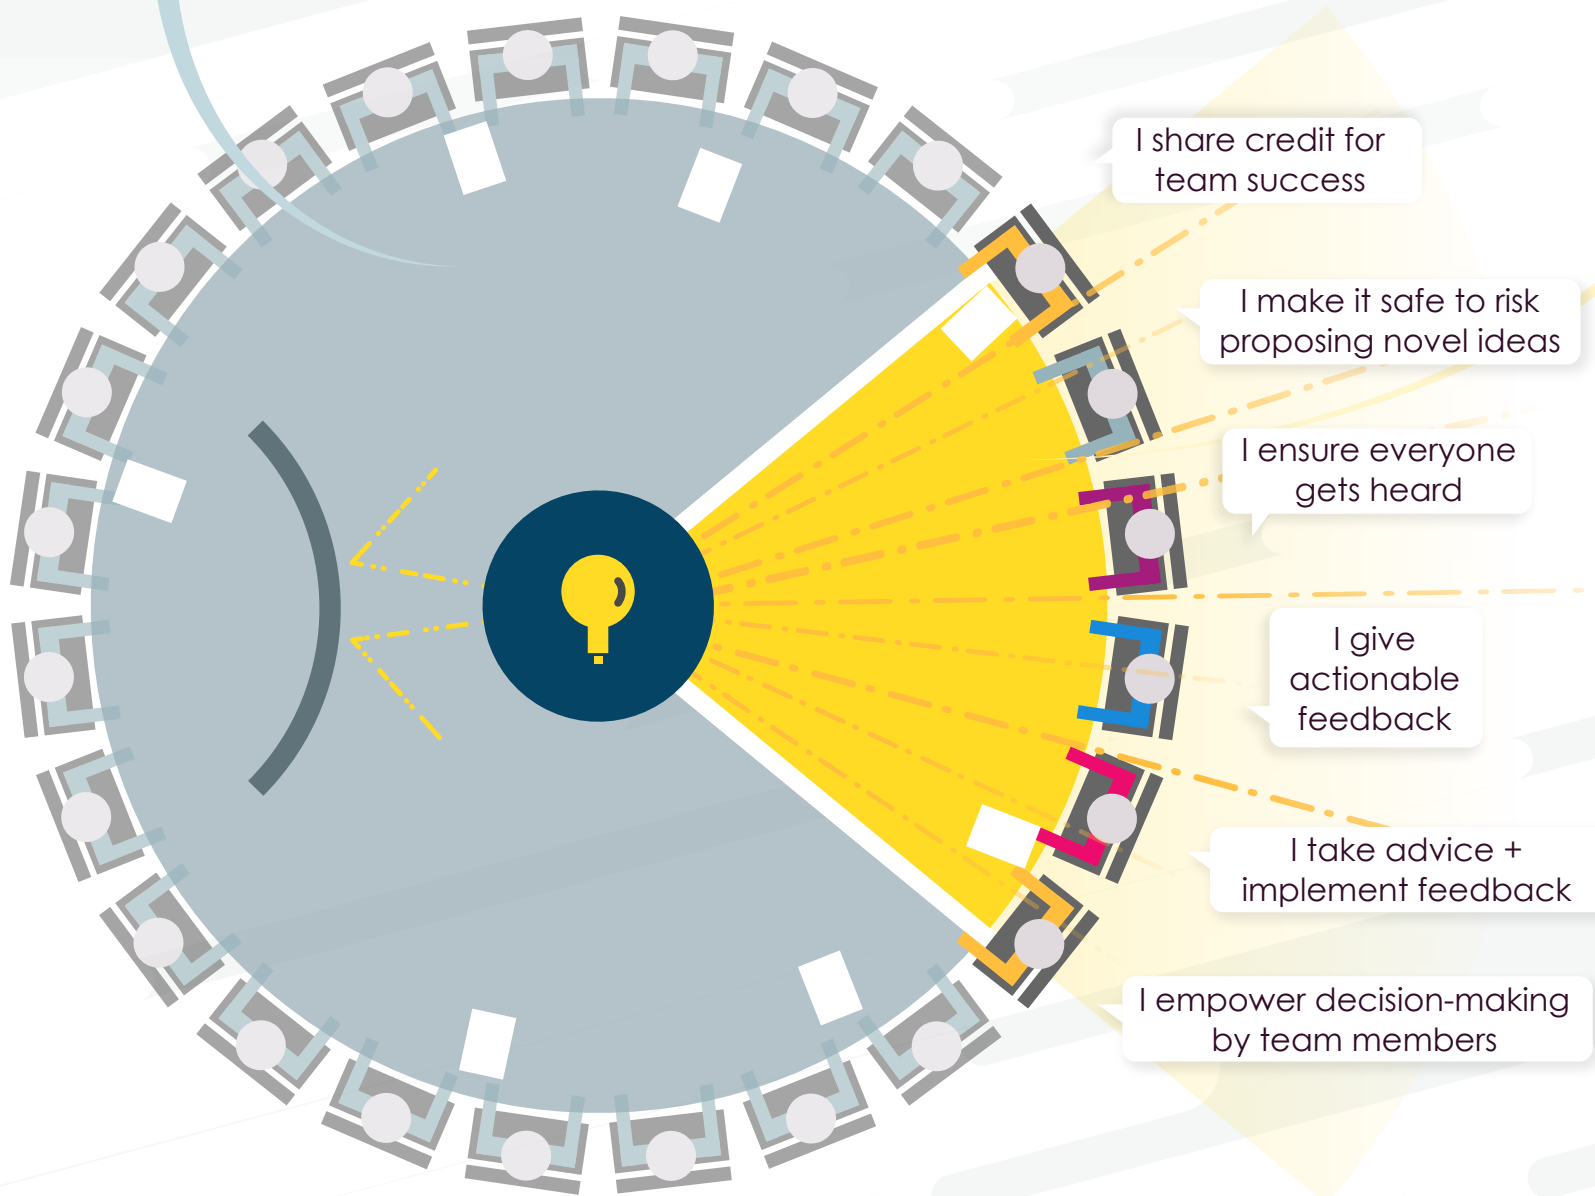 I share credit for
team success
I make it safe to risk
proposing novel ideas
I ensure everyone
gets heard
I give
actionable
feedback
I take advice +
implement feedback
I empower decision-making
by team members